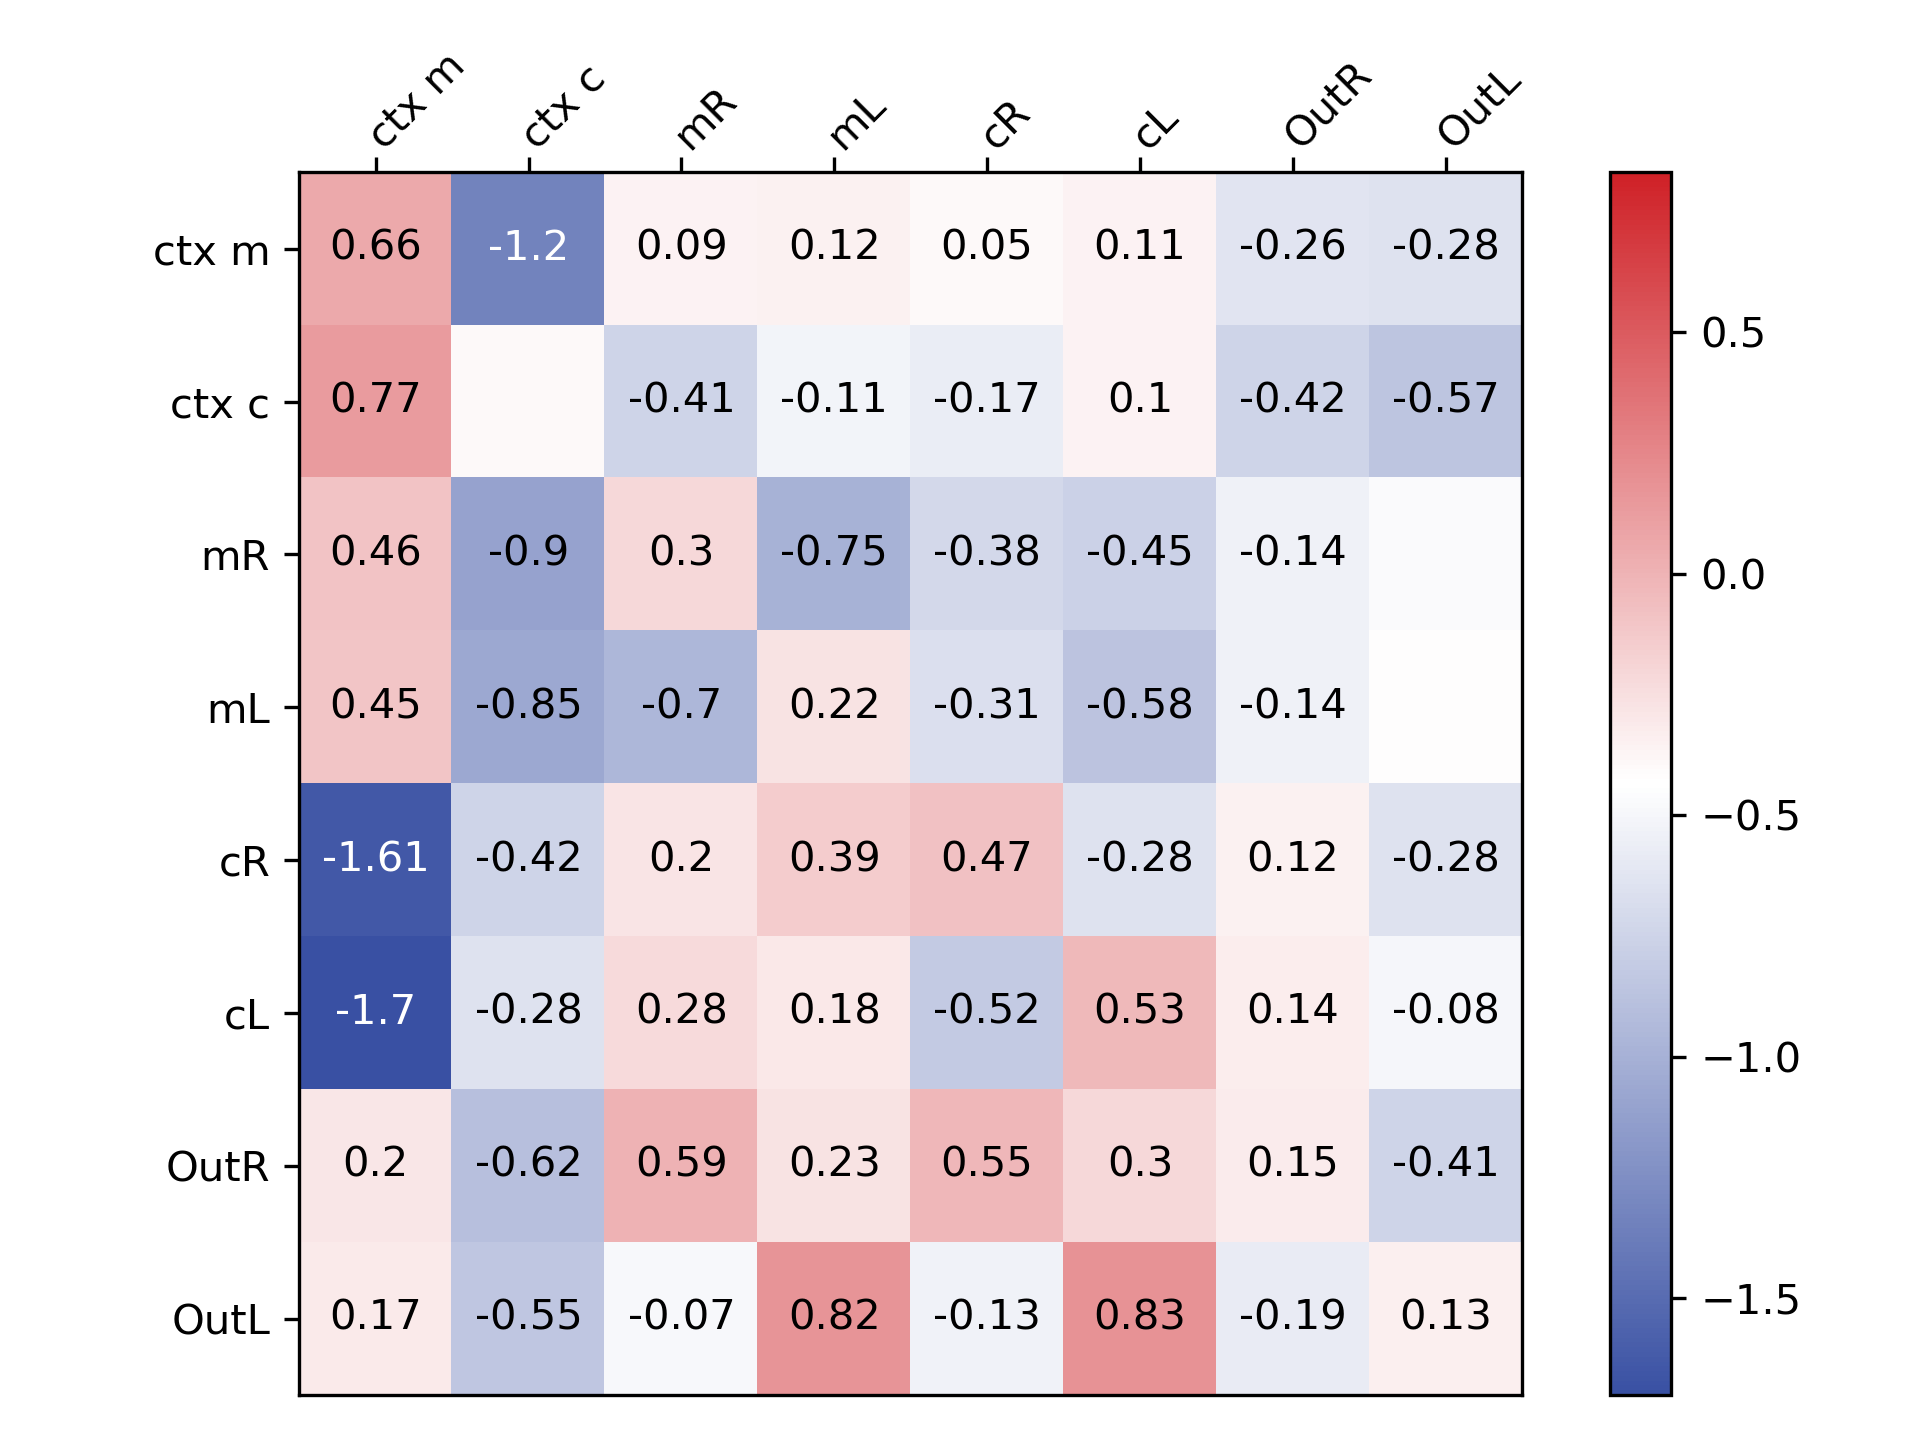 ctx m ctx c mR mL cR cL OutR OutL
ctx m 0.66 -1.2 0.09 0.12 0.05 0.11 -0.26 -0.28
ctx c 0.77 -0.41 -0.11 -0.17 0.1 -0.42 -0.57
mR 0.46 -0.9 0.3 -0.75 -0.38 -0.45 -0.14
mL 0.45 -0.85 -0.7 0.22 -0.31 -0.58 -0.14
cR -1.61 -0.42 0.2 0.39 0.47 -0.28 0.12 -0.28
cL -1.7 -0.28 0.28 0.18 -0.52 0.53 0.14 -0.08
OutR 0.2 -0.62 0.59 0.23 0.55 0.3 0.15 -0.41
OutL 0.17 -0.55 -0.07 0.82 -0.13 0.83 -0.19 0.13
0.5
0.0
−0.5
−1.0
−1.5